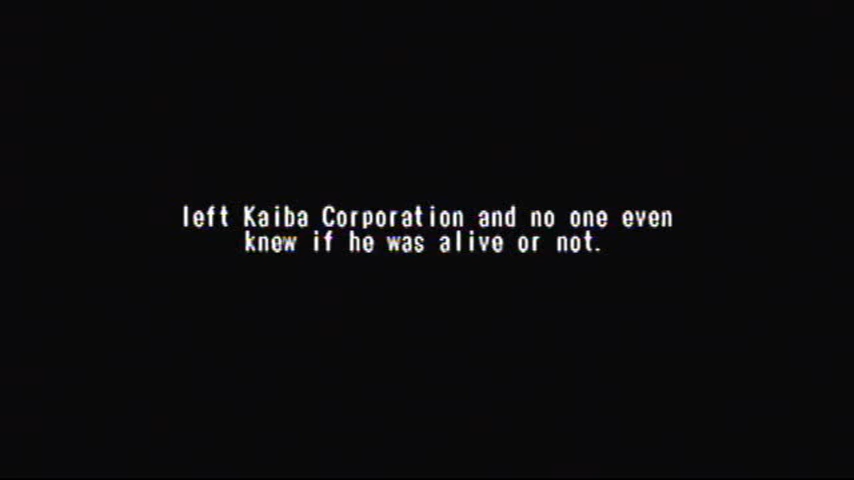 left Kaiba Corporation and no one even
knew if he was alive or not.